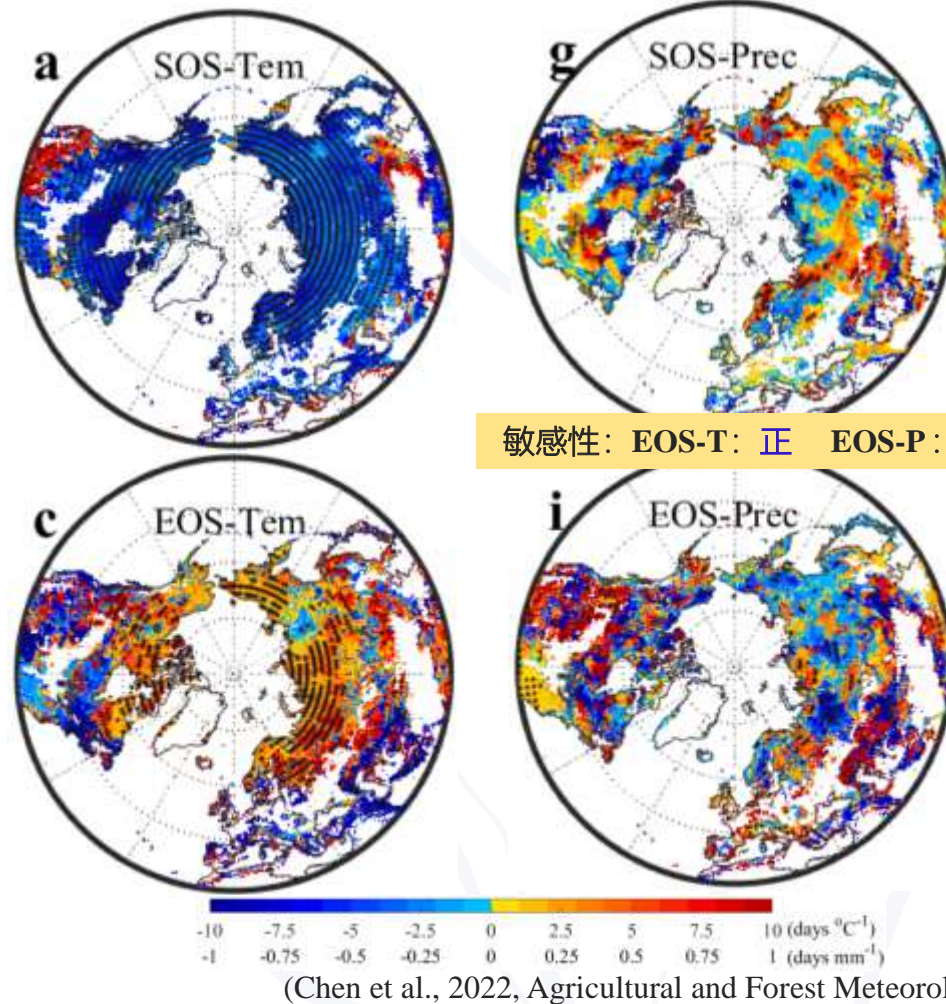 a SOS-Tem
g SOS-Prec
敏感性：EOS-T：正 EOS-P：
c EOS-Tem
i EOS-Prec
-10 -7.5 -5 -2.5 0 2.5 5 7.5 10 (days °C⁻¹)
-1 -0.75 -0.5 -0.25 0 0.25 0.5 0.75 1 (days mm⁻¹)
(Chen et al., 2022, Agricultural and Forest Meteorol